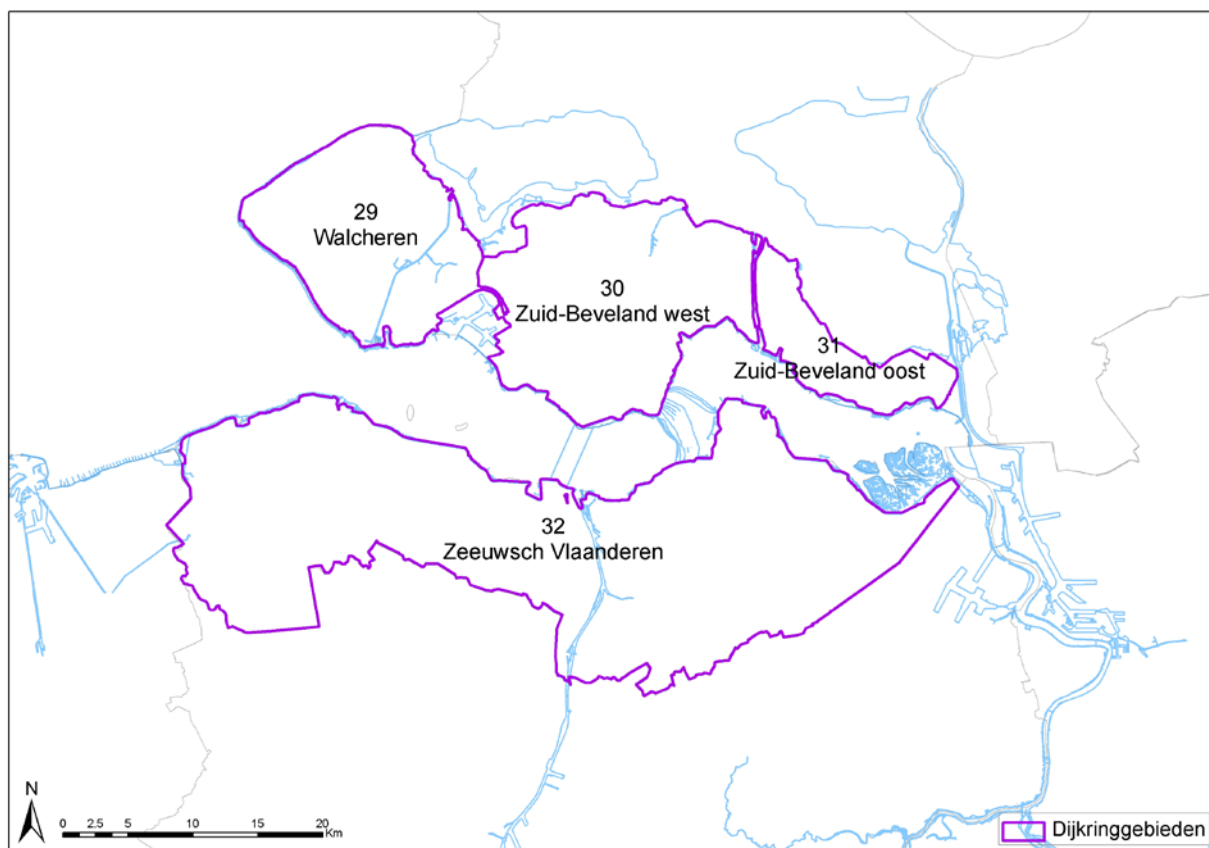 29
Walcheren
30
Zuid-Beveland west
31
Zuid-Beveland oost
32
Zeeuwsch Vlaanderen
N
0 2.5 5 10 15 20
Km
Dijkringgebieden